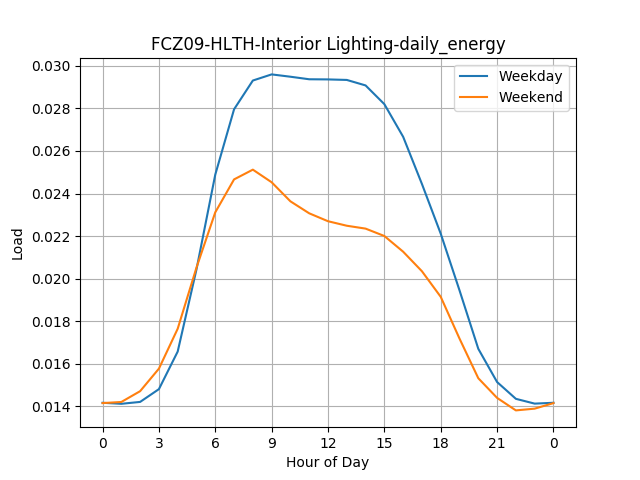 FCZ09-HLTH-Interior Lighting-daily_energy
0.030
0.028
0.026
0.024
0.022
0.020
0.018
0.016
0.014
Load
Weekday
Weekend
0 3 6 9 12 15 18 21 0
Hour of Day